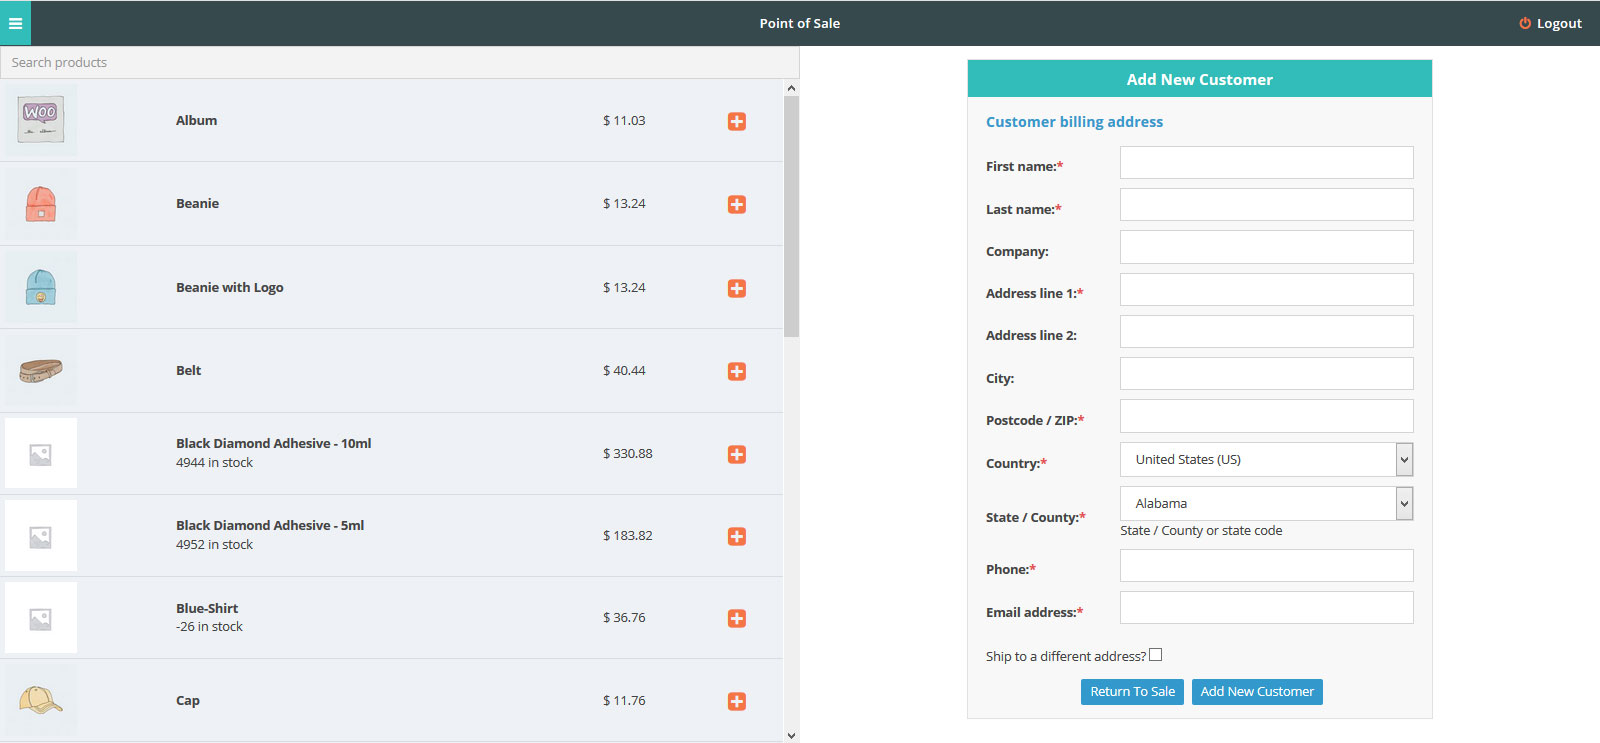 Point of Sale
Logout
Search products
WOO
Album
$ 11.03
Beanie
$ 13.24
Beanie with Logo
$ 13.24
Belt
$ 40.44
Black Diamond Adhesive - 10ml
4944 in stock
$ 330.88
Black Diamond Adhesive - 5ml
4952 in stock
$ 183.82
Blue-Shirt
-26 in stock
$ 36.76
Cap
$ 11.76
Add New Customer
Customer billing address
First name:*
Last name:*
Company:
Address line 1:*
Address line 2:
City:
Postcode / ZIP:*
Country:*
United States (US)
State / County:*
Alabama
State / County or state code
Phone:*
Email address:*
Ship to a different address?
Return To Sale
Add New Customer